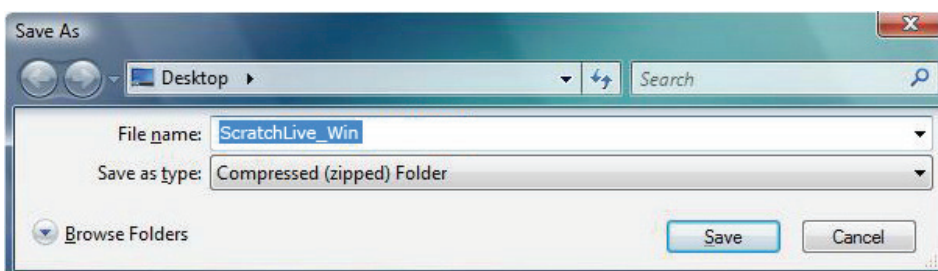 Save As
Desktop
Search
File name: ScratchLive_Win
Save as type: Compressed (zipped) Folder
Browse Folders Save Cancel